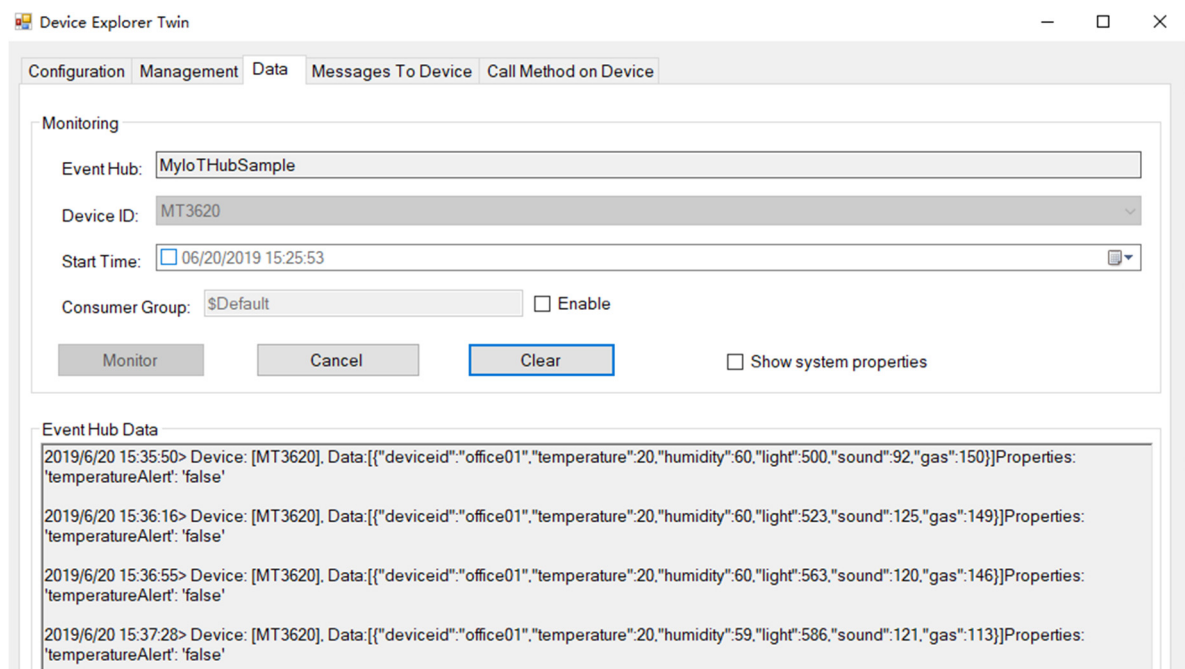 Device Explorer Twin
Configuration Management Data Messages To Device Call Method on Device
Monitoring
Event Hub: MyIoTHubSample
Device ID: MT3620
Start Time: 06/20/2019 15:25:53
Consumer Group: $Default Enable
Monitor Cancel Clear Show system properties
Event Hub Data
2019/6/20 15:35:50> Device: [MT3620], Data:[{"deviceid":"office01","temperature":20,"humidity":60,"light":500,"sound":92,"gas":150}]Properties:
'temperatureAlert': 'false'
2019/6/20 15:36:16> Device: [MT3620], Data:[{"deviceid":"office01","temperature":20,"humidity":60,"light":523,"sound":125,"gas":149}]Properties:
'temperatureAlert': 'false'
2019/6/20 15:36:55> Device: [MT3620], Data:[{"deviceid":"office01","temperature":20,"humidity":60,"light":563,"sound":120,"gas":146}]Properties:
'temperatureAlert': 'false'
2019/6/20 15:37:28> Device: [MT3620], Data:[{"deviceid":"office01","temperature":20,"humidity":59,"light":586,"sound":121,"gas":113}]Properties:
'temperatureAlert': 'false'